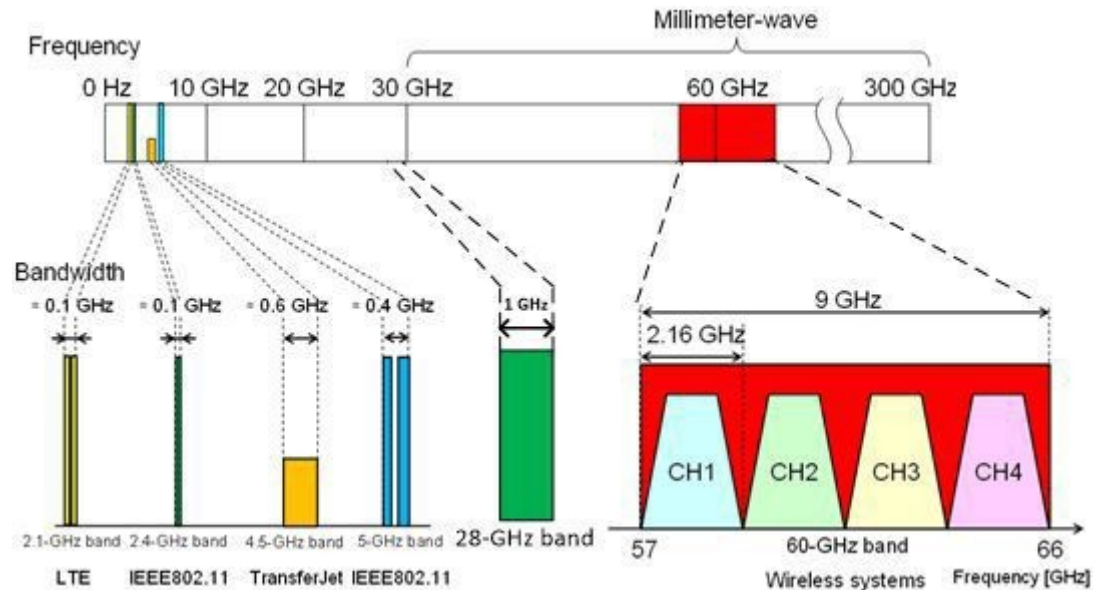 Millimeter-wave
Frequency
0 Hz 10 GHz 20 GHz 30 GHz 60 GHz 300 GHz
Bandwidth
= 0.1 GHz = 0.1 GHz = 0.6 GHz = 0.4 GHz
1 GHz
9 GHz
2.16 GHz
CH1 CH2 CH3 CH4
2.1-GHz band 2.4-GHz band 4.5-GHz band 5-GHz band 28-GHz band
57 60-GHz band 66
LTE IEEE802.11 TransferJet IEEE802.11
Wireless systems Frequency [GHz]